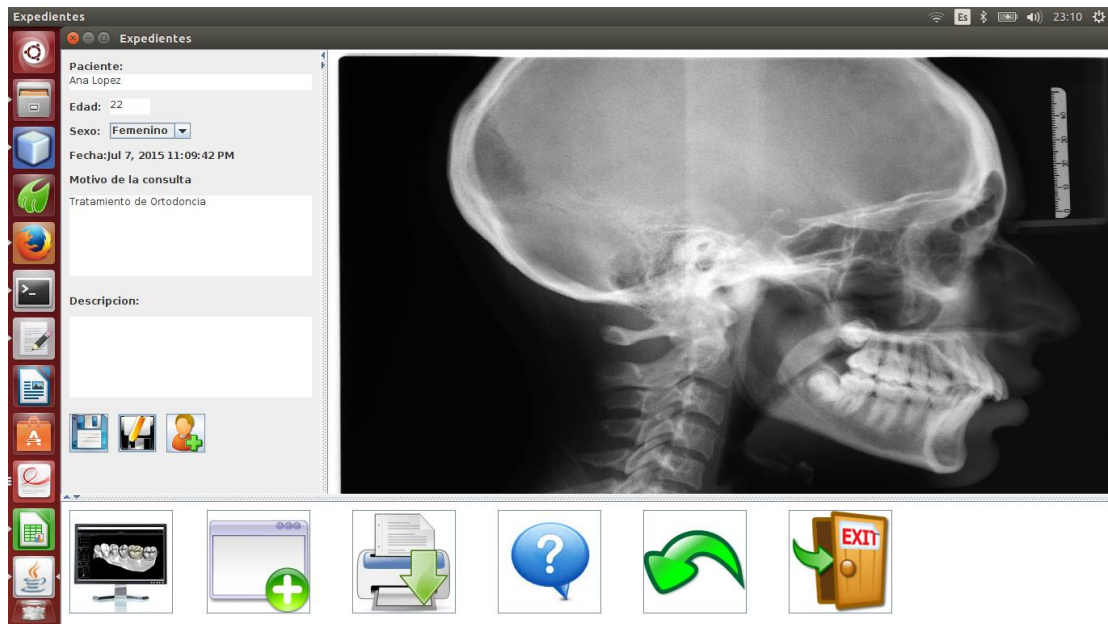 Expedientes
Es
23:10
Expedientes
Paciente:
Ana Lopez
Edad: 22
Sexo: Femenino
Fecha:Jul 7, 2015 11:09:42 PM
Motivo de la consulta
Tratamiento de Ortodoncia
Descripcion:
EXIT